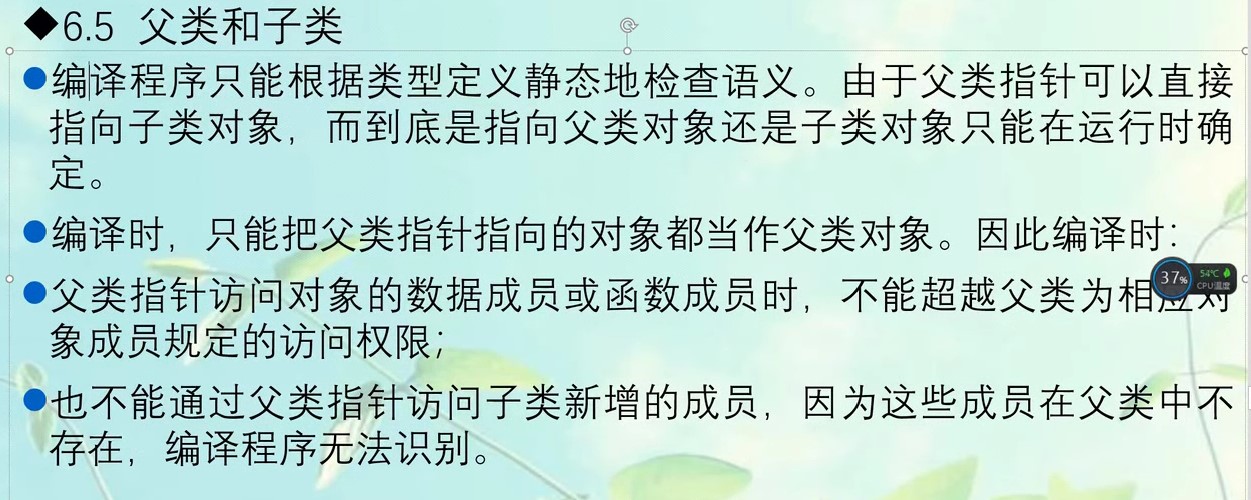 ◆6.5 父类和子类
●编译程序只能根据类型定义静态地检查语义。由于父类指针可以直接
指向子类对象，而到底是指向父类对象还是子类对象只能在运行时确
定。
●编译时，只能把父类指针指向的对象都当作父类对象。因此编译时：
●父类指针访问对象的数据成员或函数成员时，不能超越父类为相应对
象成员规定的访问权限；
●也不能通过父类指针访问子类新增的成员，因为这些成员在父类中不
存在，编译程序无法识别。
37%
54℃
CPU温度